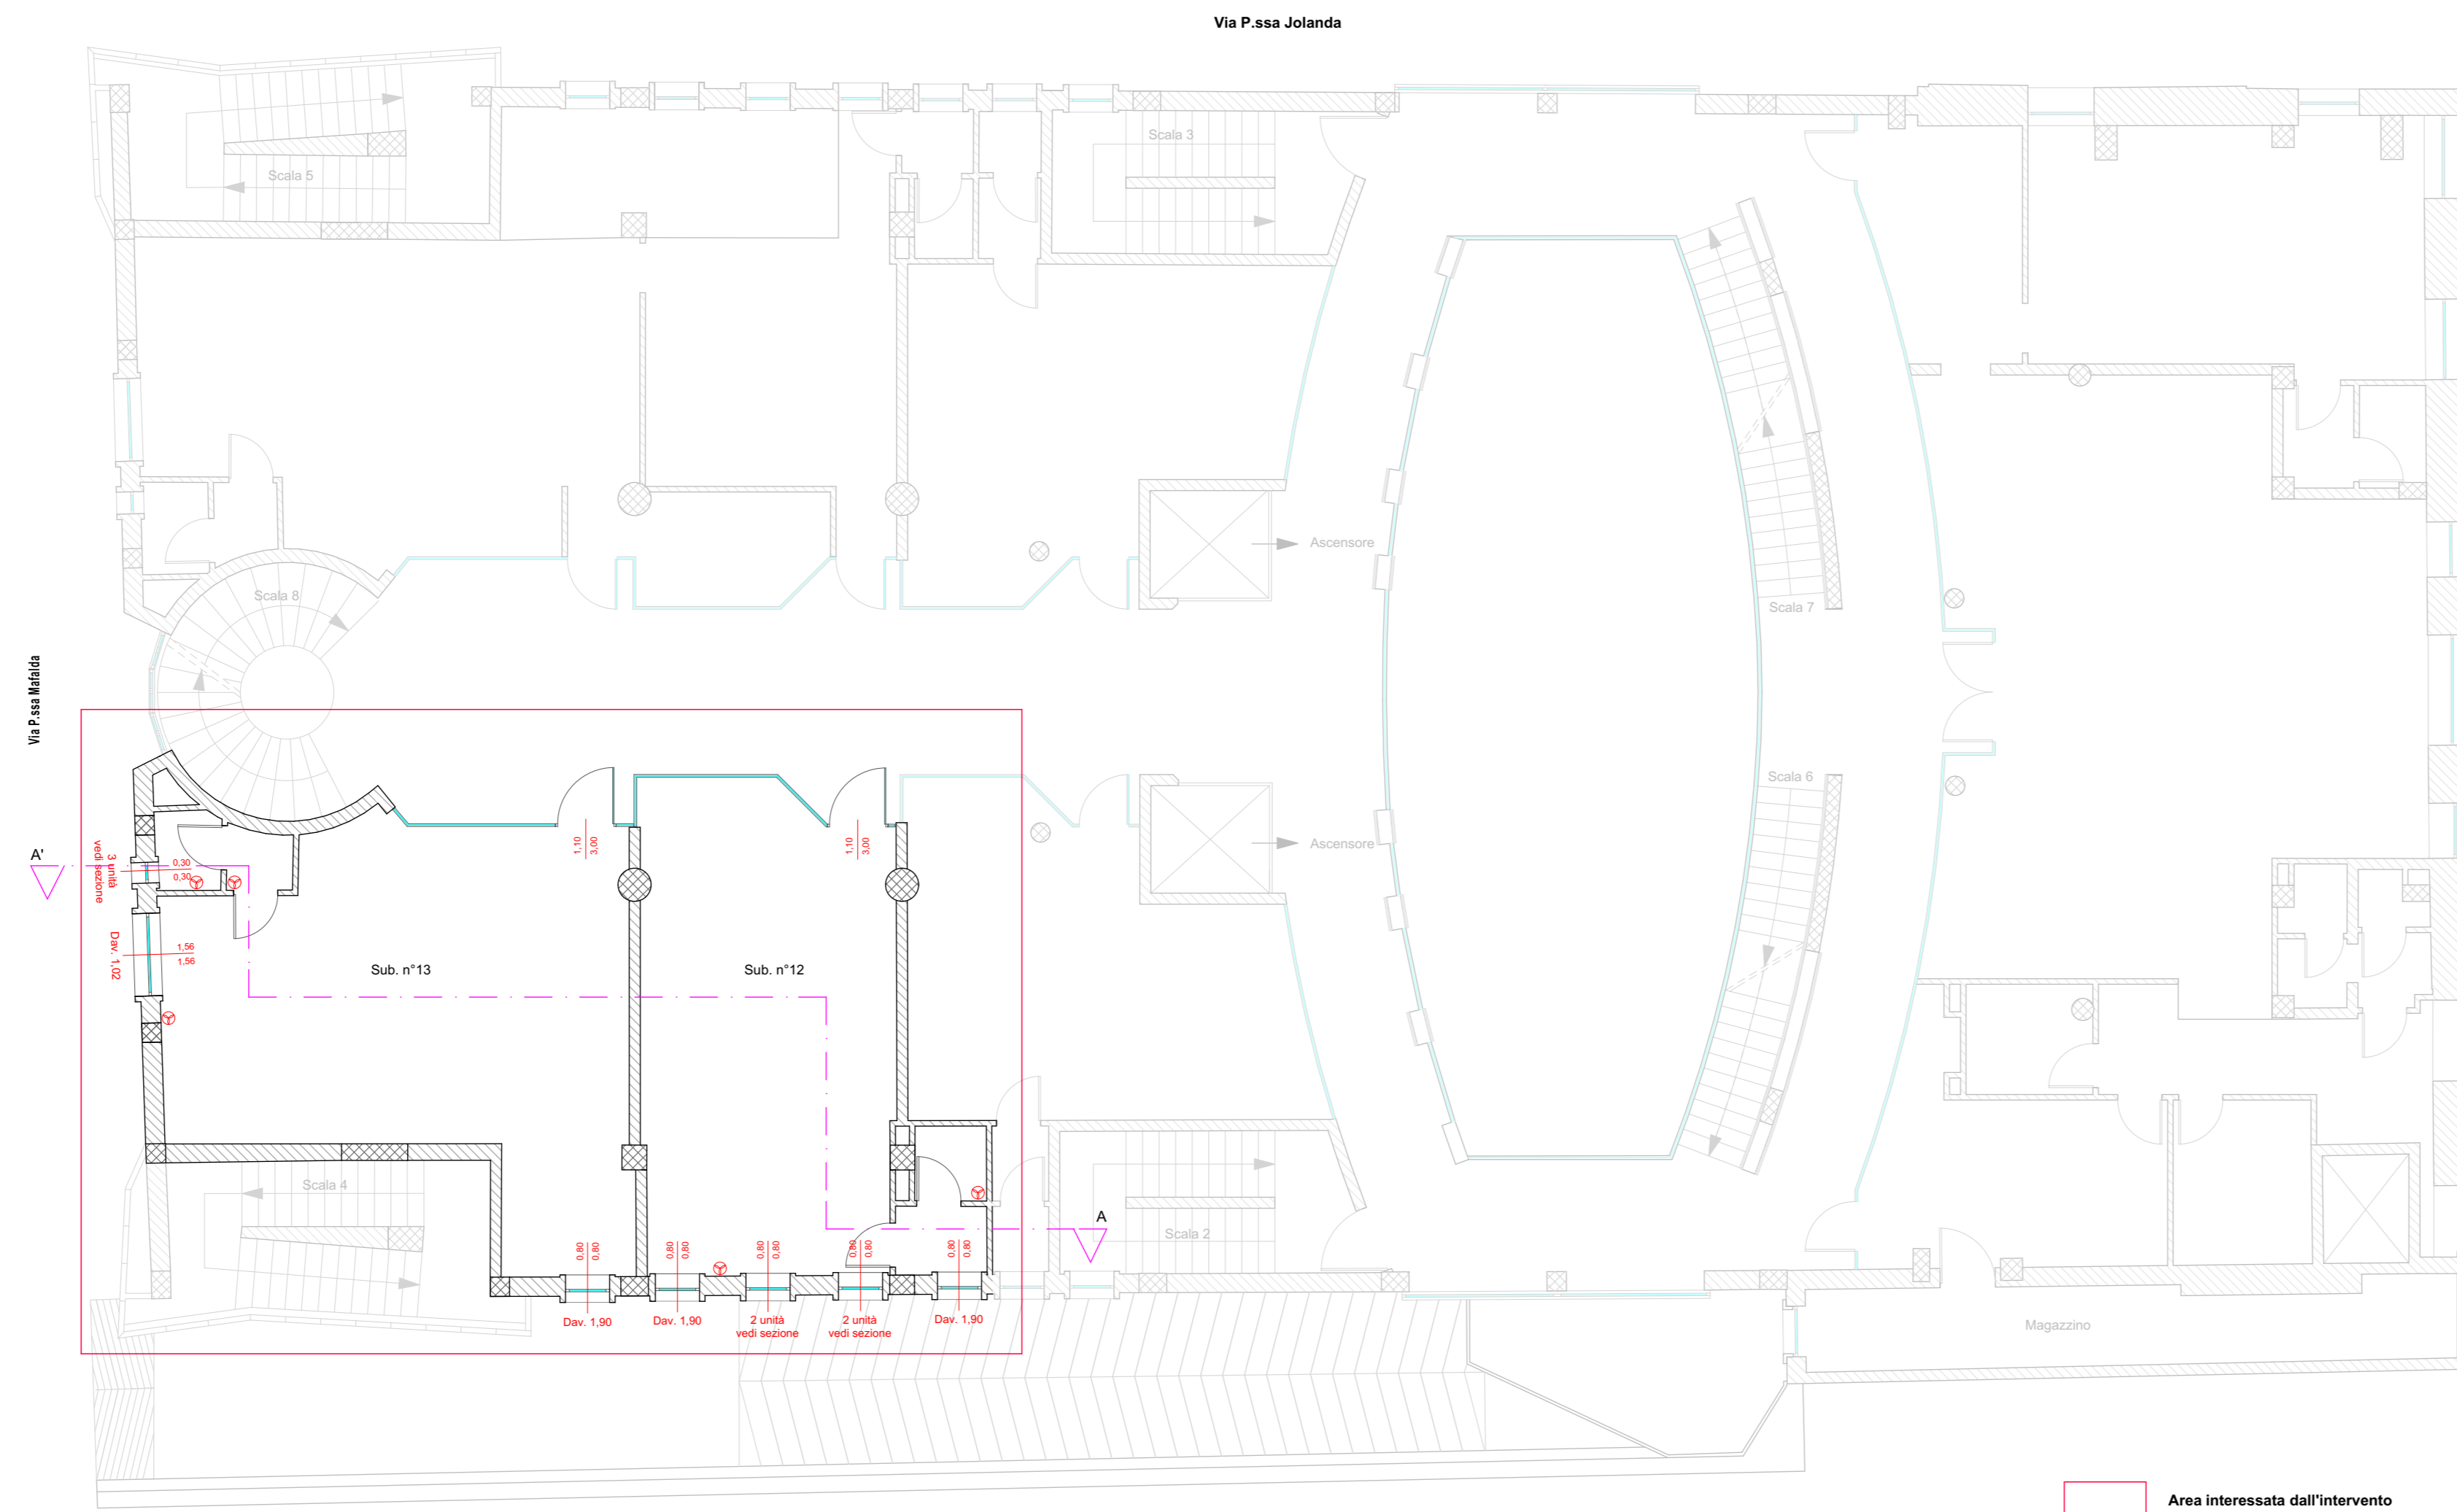 Via P.ssa Jolanda
Scala 3
Scala 5
Ascensore
Scala 8
Scala 7
Via P.ssa Mafalda
Scala 6
1,10
3,00
1,10
3,00
Ascensore
A'
3 unità
vedi sezione
0,30
0,30
Dav. 1,02
1,56
1,56
Sub. n°13
Sub. n°12
Scala 4
A
Scala 2
0,80
0,80
0,80
0,80
0,80
0,80
0,80
0,80
0,80
0,80
Dav. 1,90
Dav. 1,90
2 unità
vedi sezione
2 unità
vedi sezione
Dav. 1,90
Magazzino
Area interessata dall'intervento